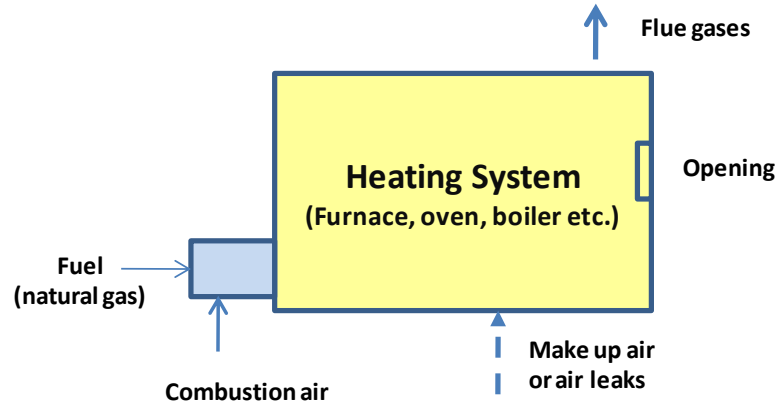 Flue gases
Heating System
(Furnace, oven, boiler etc.)
Opening
Fuel
(natural gas)
Combustion air
Make up air
or air leaks